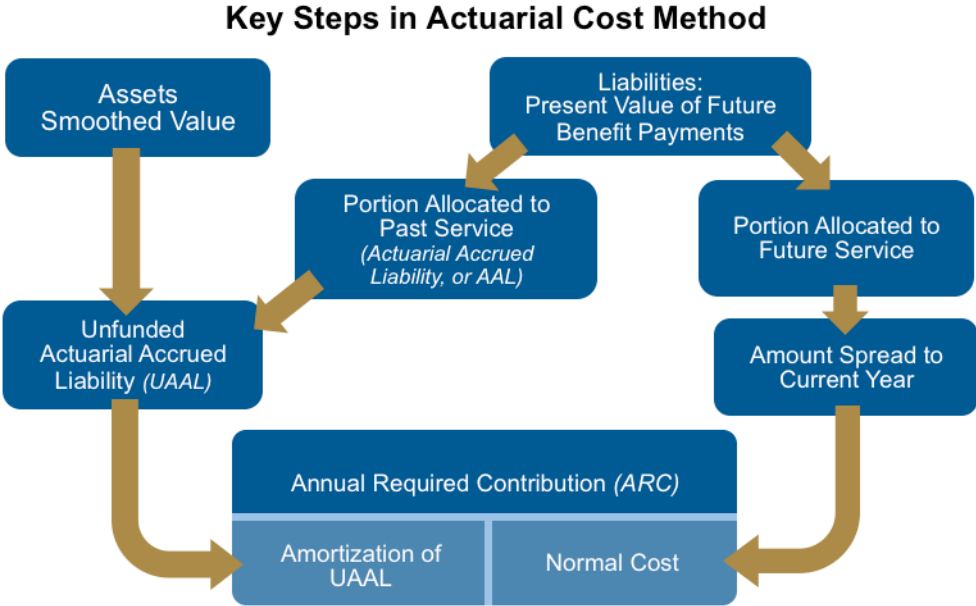 Key Steps in Actuarial Cost Method
Assets
Smoothed Value
Liabilities:
Present Value of Future
Benefit Payments
Portion Allocated to
Past Service
(Actuarial Accrued
Liability, or AAL)
Portion Allocated to
Future Service
Unfunded
Actuarial Accrued
Liability (UAAL)
Amount Spread to
Current Year
Annual Required Contribution (ARC)
Amortization of
UAAL
Normal Cost